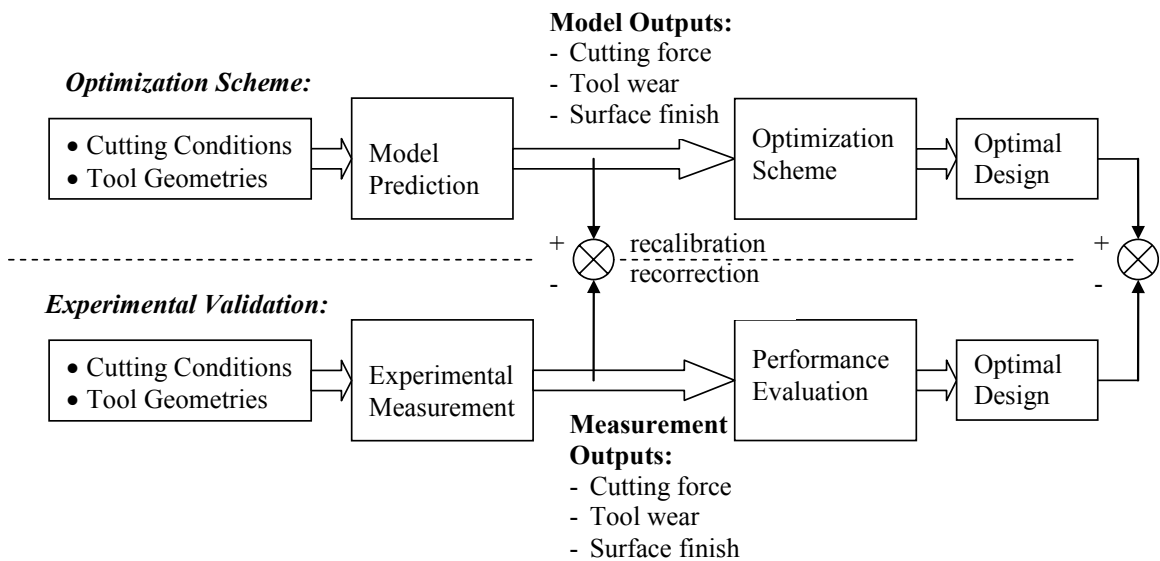 Model Outputs:
- Cutting force
- Tool wear
- Surface finish
Optimization Scheme:
• Cutting Conditions
• Tool Geometries
Model
Prediction
Optimization
Scheme
Optimal
Design
+
recalibration
recorrection
-
+
-
Experimental Validation:
• Cutting Conditions
• Tool Geometries
Experimental
Measurement
Performance
Evaluation
Optimal
Design
Measurement
Outputs:
- Cutting force
- Tool wear
- Surface finish